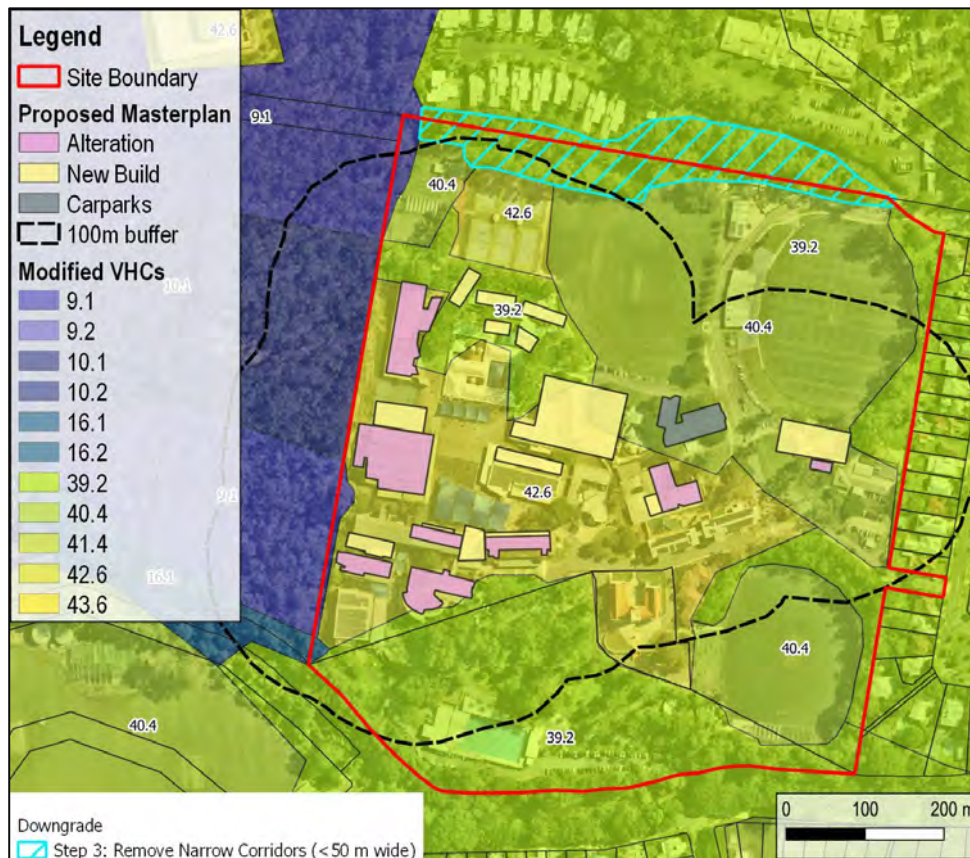 Legend
Site Boundary
Proposed Masterplan
Alteration
New Build
Carparks
100m buffer
Modified VHCs
9.1
9.2
10.1
10.2
16.1
16.2
39.2
40.4
41.4
42.6
43.6
42.6
9.1
10.1
9.1
16.1
40.4
42.6
39.2
39.2
40.4
42.6
40.4
40.4
39.2
Downgrade
Step 3: Remove Narrow Corridors (<50 m wide)
0 100 200 m